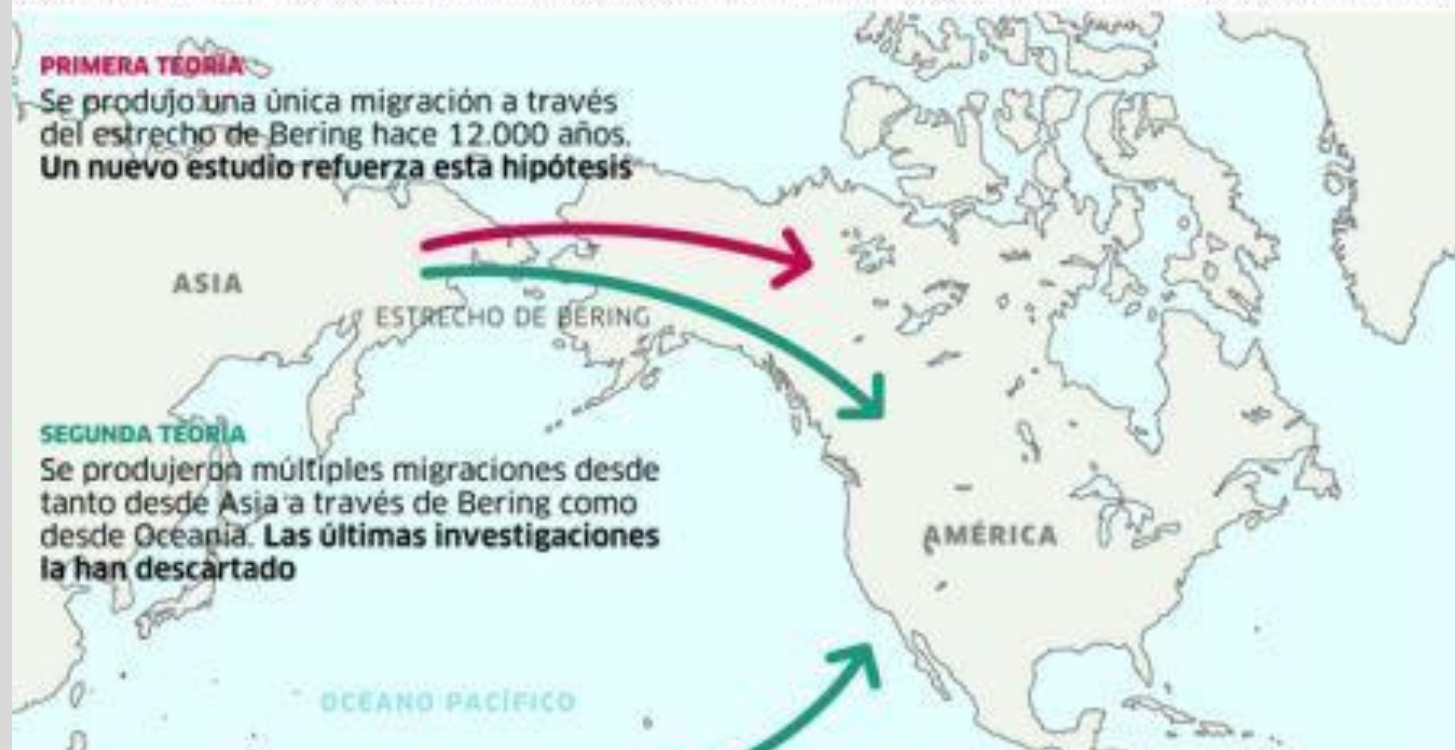 PRIMERA TEORÍA
Se produjo una única migración a través
del estrecho de Bering hace 12.000 años.
Un nuevo estudio refuerza esta hipótesis
ASIA
ESTRECHO DE BERING
SEGUNDA TEORÍA
Se produjeron múltiples migraciones desde
tanto desde Asia a través de Bering como
desde Oceanía. Las últimas investigaciones
la han descartado
AMÉRICA
OCÉANO PACÍFICO